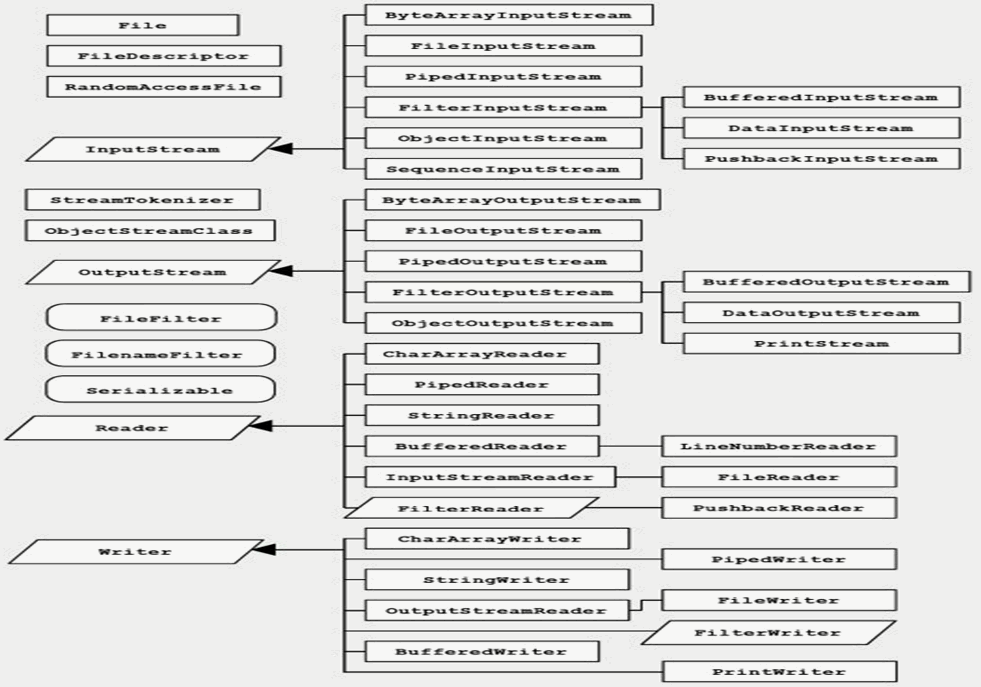 File
FileDescriptor
RandomAccessFile
InputStream
ByteArrayInputStream
FileInputStream
PipedInputStream
FilterInputStream
ObjectInputStream
SequenceInputStream
BufferedInputStream
DataInputStream
PushbackInputStream
StreamTokenizer
ObjectStreamClass
OutputStream
ByteArrayOutputStream
FileOutputStream
PipedOutputStream
FilterOutputStream
ObjectOutputStream
BufferedOutputStream
DataOutputStream
PrintStream
FileFilter
FilenameFilter
Serializable
Reader
CharArrayReader
PipedReader
StringReader
BufferedReader
InputStreamReader
FilterReader
LineNumberReader
FileReader
PushbackReader
Writer
CharArrayWriter
StringWriter
OutputStreamReader
BufferedWriter
PipedWriter
FileWriter
FilterWriter
PrintWriter